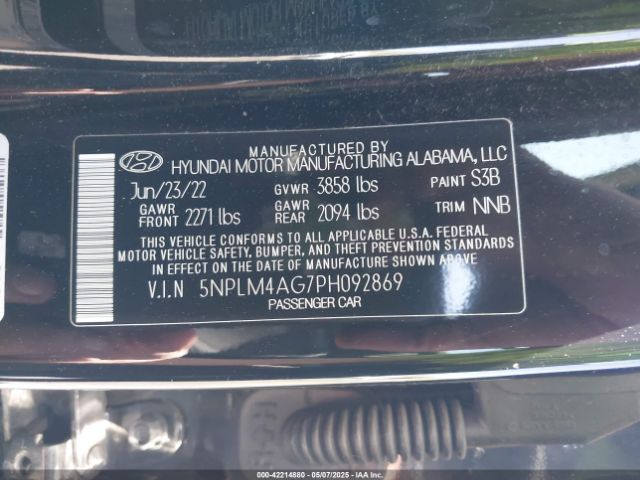 MANUFACTURED BY
HYUNDAI MOTOR MANUFACTURING ALABAMA, LLC
Jun/23/22 GVWR 3858 lbs PAINT S3B
GAWR FRONT 2271 lbs GAWR REAR 2094 lbs TRIM NNB
THIS VEHICLE CONFORMS TO ALL APPLICABLE U.S.A. FEDERAL
MOTOR VEHICLE SAFETY, BUMPER, AND THEFT PREVENTION STANDARDS
IN EFFECT ON THE DATE OF MANUFACTURE SHOWN ABOVE.
V.I.N 5NPLM4AG7PH092869
PASSENGER CAR
000-42214880 - 05/07/2025 - IAAI.COM